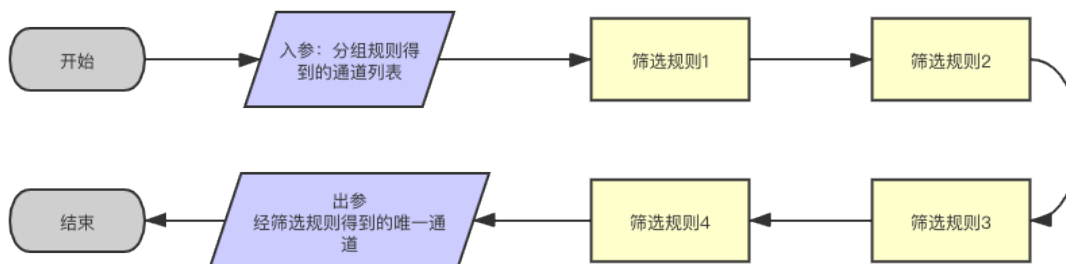 开始
入参：分组规则得
到的通道列表
筛选规则1
筛选规则2
结束
出参
经筛选规则得到的唯一通
道
筛选规则4
筛选规则3